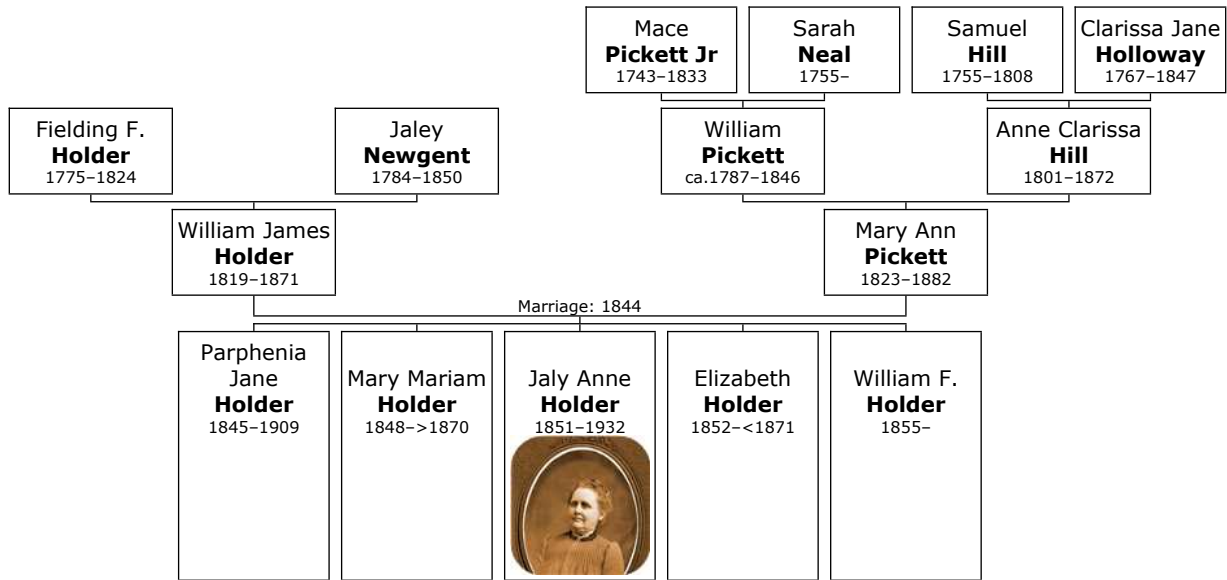 Mace
Pickett Jr
1743–1833
Sarah
Neal
1755–
Samuel
Hill
1755–1808
Clarissa Jane
Holloway
1767–1847
Fielding F.
Holder
1775–1824
Jaley
Newgent
1784–1850
William
Pickett
ca.1787–1846
Anne Clarissa
Hill
1801–1872
William James
Holder
1819–1871
Mary Ann
Pickett
1823–1882
Marriage: 1844
Parphenia
Jane
Holder
1845–1909
Mary Mariam
Holder
1848–>1870
Jaly Anne
Holder
1851–1932
Elizabeth
Holder
1852–<1871
William F.
Holder
1855–